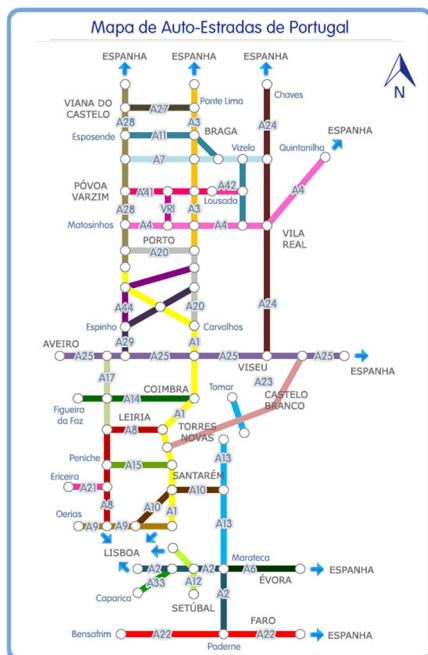 Mapa de Auto-Estradas de Portugal
ESPANHA
ESPANHA
ESPANHA
N
VIANA DO
CASTELO
A27
Ponte Lima
Chaves
A28
A3
A24
Esposende
A11
BRAGA
Vizela
Quintanilha
ESPANHA
A7
PÓVOA
VARZIM
A41
A42
A4
VRI
Lousada
A28
A3
Matosinhos
A4
A4
VILA
REAL
PORTO
A20
A44
A20
A24
Espinho
Carvalhos
A29
A1
AVEIRO
A25
A25
A25
VISEU
A25
ESPANHA
A17
A23
COIMBRA
Tomar
CASTELO
BRANCO
A14
Figueira
da Foz
LEIRIA
A1
A8
TORRES
NOVAS
Peniche
A15
A13
Ericeira
SANTARÉM
A21
A10
A10
A8
A1
A13
Oerias
A9
A9
LISBOA
Marateca
A2
A2
A6
ESPANHA
A33
A12
ÉVORA
Caparica
SETÚBAL
A2
FARO
Bensafrim
A22
A22
ESPANHA
Paderne